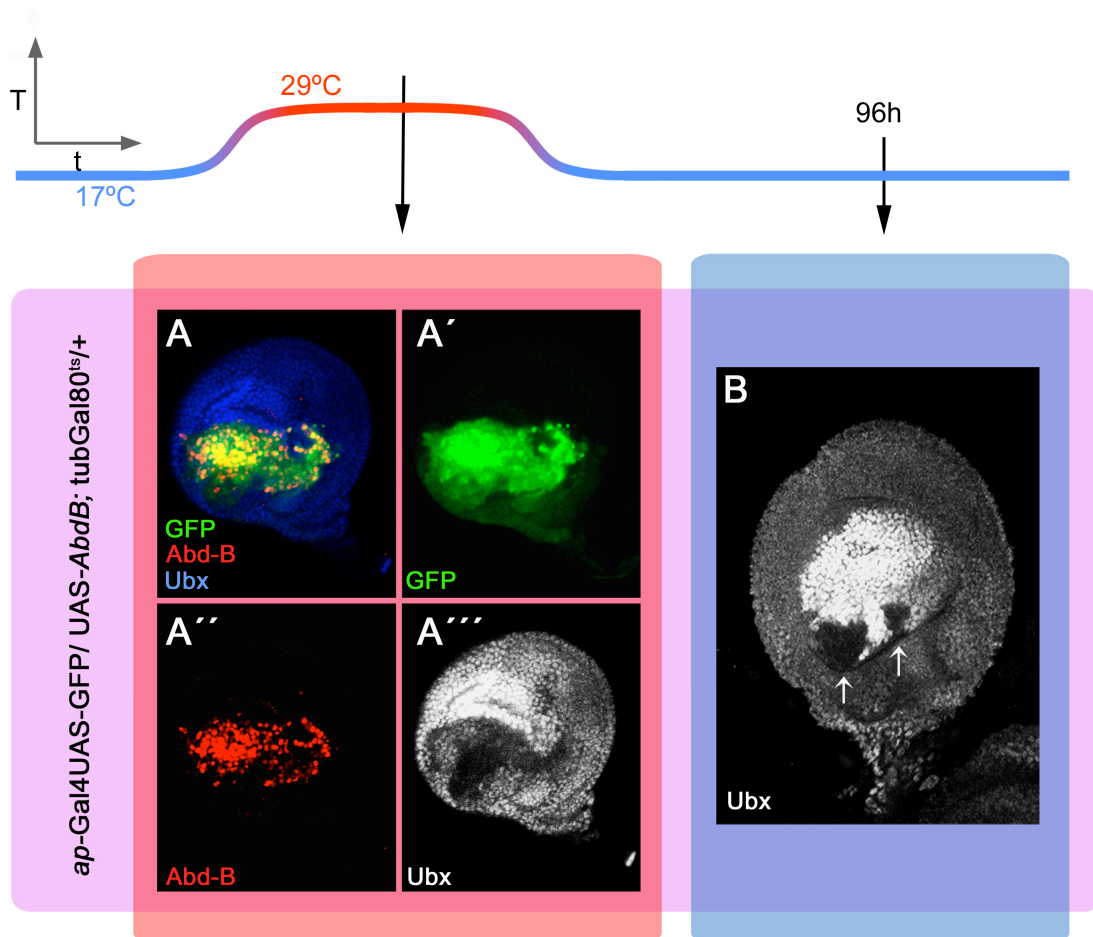 T
t
29ºC
17ºC
96h
ap-Gal4UAS-GFP/ UAS-AbdB; tubGal80ts/+
A
GFP
Abd-B
Ubx
A´
GFP
A´´
Abd-B
A´´´
Ubx
B
Ubx